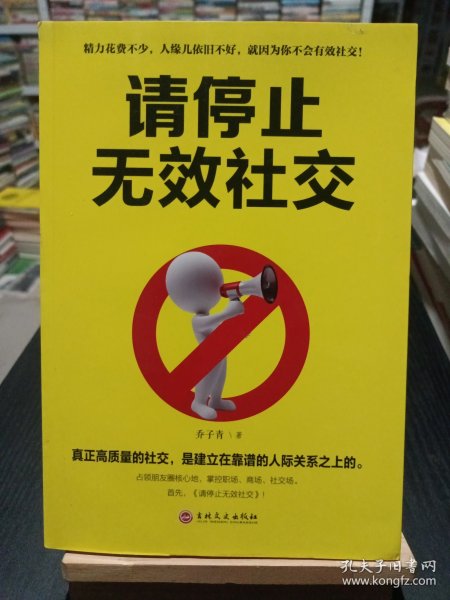 精力花费不少，人缘儿依旧不好，就因为你不会有效社交！
请停止
无效社交
乔子青\著
真正高质量的社交，是建立在靠谱的人际关系之上的。
占领朋友圈核心地、掌控职场、商场、社交场。
首先，《请停止无效社交》！
吉林文史出版社
孔夫子旧书网
www.kongfz.com